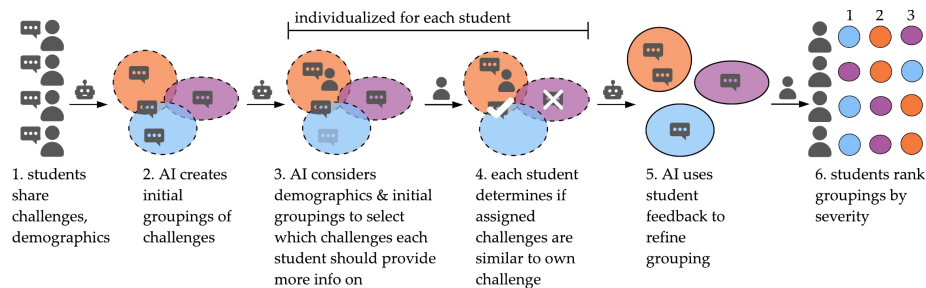 individualized for each student
1 2 3
1. students
share
challenges,
demographics
2. AI creates
initial
groupings of
challenges
3. AI considers
demographics & initial
groupings to select
which challenges each
student should provide
more info on
4. each student
determines if
assigned
challenges are
similar to own
challenge
5. AI uses
student
feedback to
refine
grouping
6. students rank
groupings by
severity